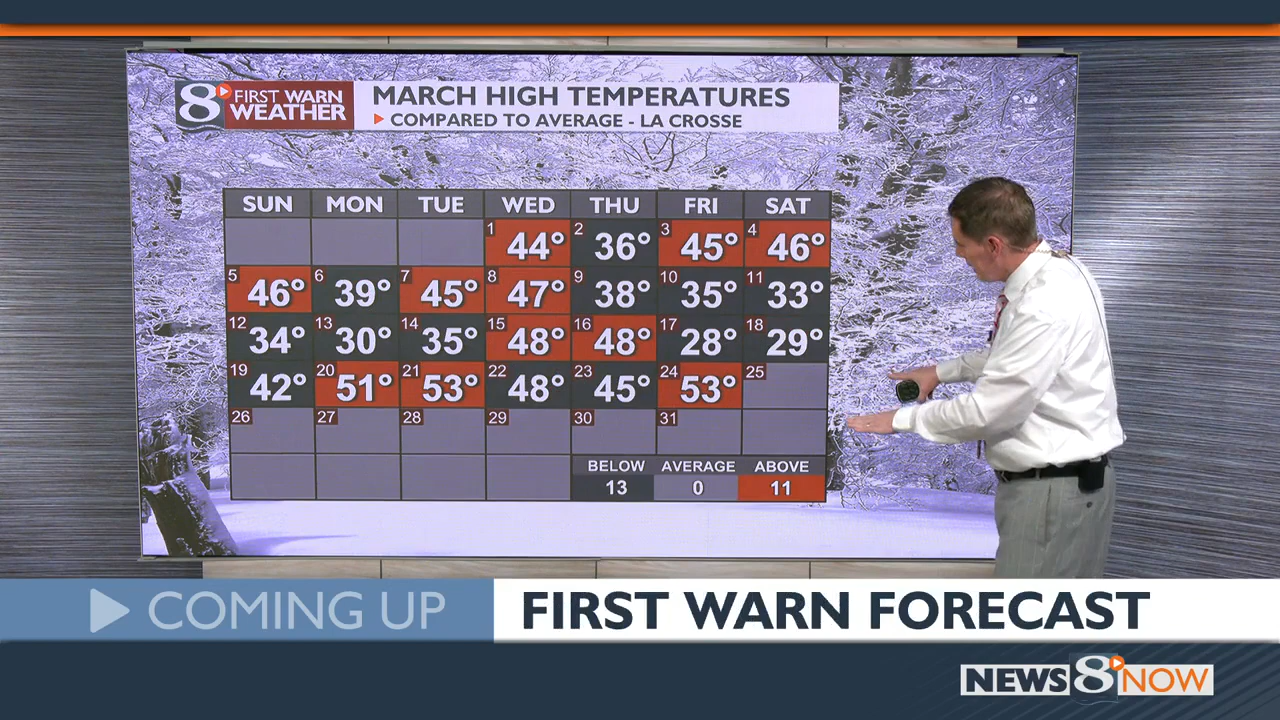 8 FIRST WARN
WEATHER
MARCH HIGH TEMPERATURES
COMPARED TO AVERAGE - LA CROSSE
SUN MON TUE WED THU FRI SAT
1 44° 2 36° 3 45° 4 46°
5 46° 6 39° 7 45° 8 47° 9 38° 10 35° 11 33°
12 34° 13 30° 14 35° 15 48° 16 48° 17 28° 18 29°
19 42° 20 51° 21 53° 22 48° 23 45° 24 53° 25
26 27 28 29 30 31
BELOW AVERAGE ABOVE
13 0 11
COMING UP FIRST WARN FORECAST
NEWS 8 NOW